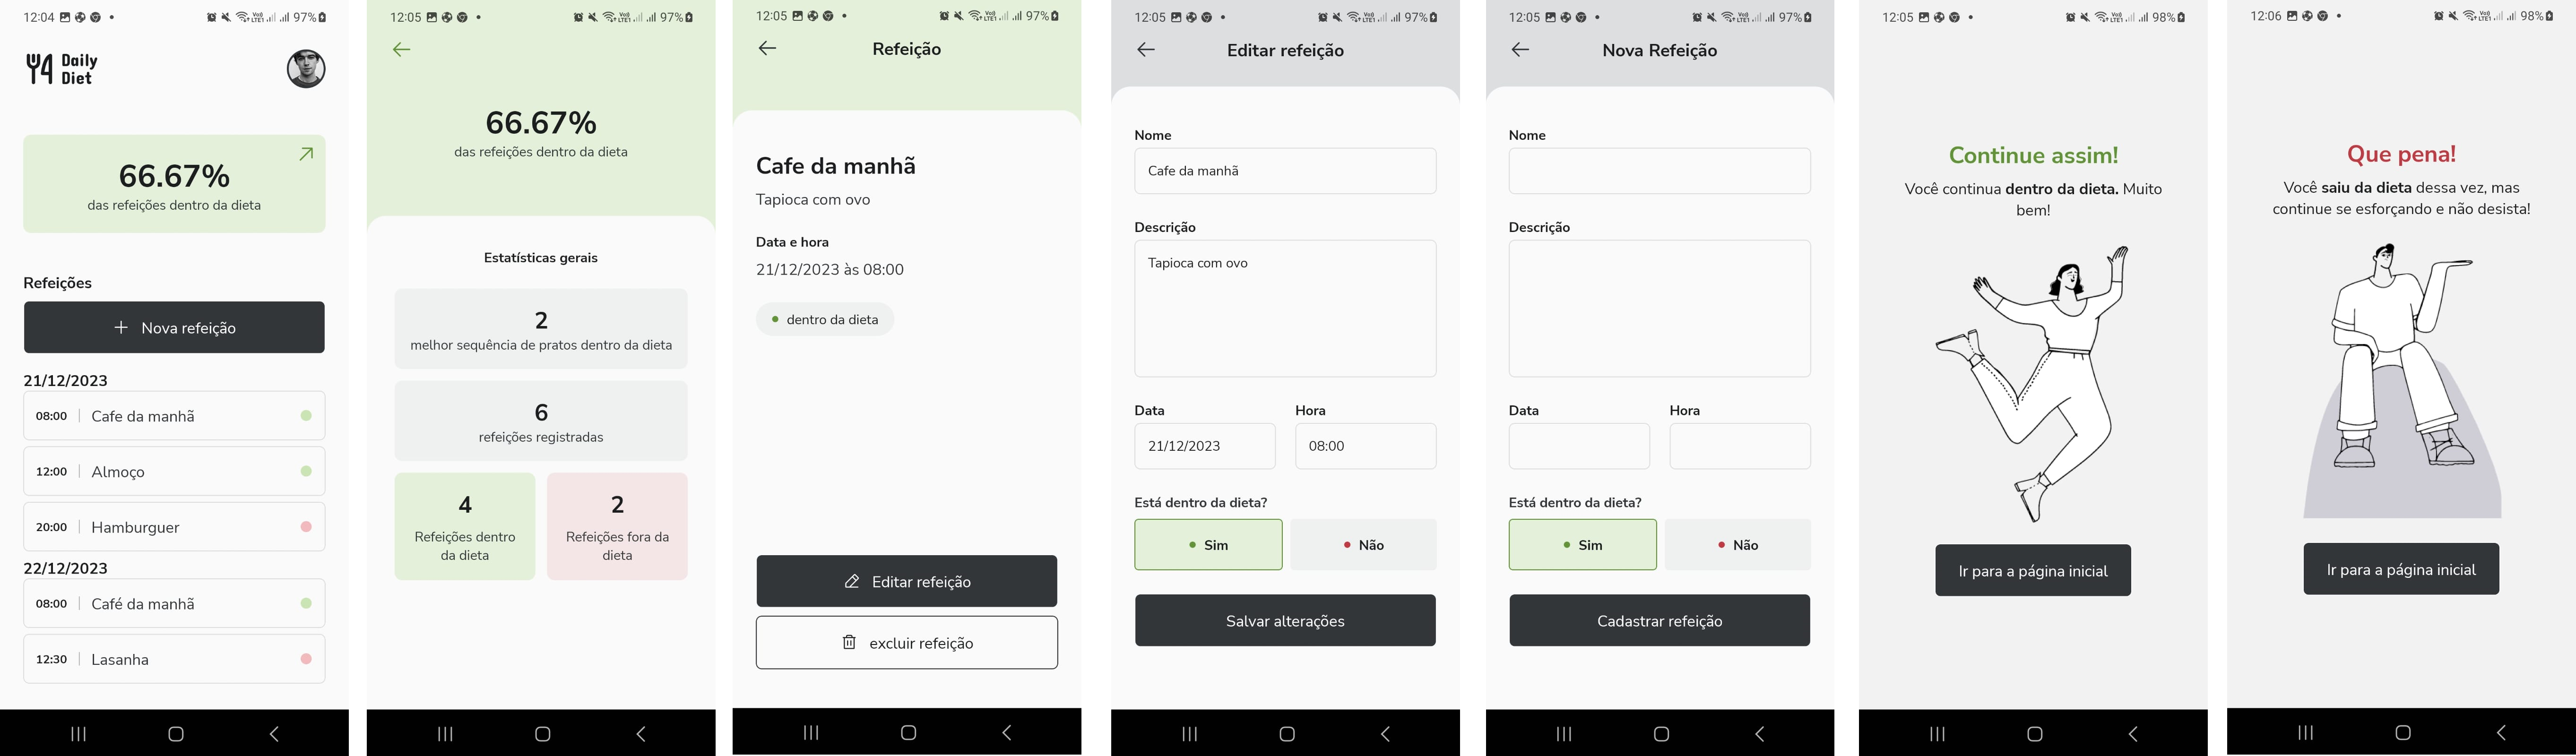 12:04
97%
Daily
Diet
66.67%
das refeições dentro da dieta
Refeições
Nova refeição
21/12/2023
08:00 Cafe da manhã
12:00 Almoço
20:00 Hamburguer
22/12/2023
08:00 Café da manhã
12:30 Lasanha
12:05
97%
66.67%
das refeições dentro da dieta
Estatísticas gerais
2
melhor sequência de pratos dentro da dieta
6
refeições registradas
4
Refeições dentro
da dieta
2
Refeições fora da
dieta
12:05
97%
Refeição
Cafe da manhã
Tapioca com ovo
Data e hora
21/12/2023 às 08:00
dentro da dieta
Editar refeição
excluir refeição
12:05
97%
Editar refeição
Nome
Cafe da manhã
Descrição
Tapioca com ovo
Data Hora
21/12/2023 08:00
Está dentro da dieta?
Sim Não
Salvar alterações
12:05
97%
Nova Refeição
Nome
Descrição
Data Hora
Está dentro da dieta?
Sim Não
Cadastrar refeição
12:05
98%
Continue assim!
Você continua dentro da dieta. Muito
bem!
Ir para a página inicial
12:06
98%
Que pena!
Você saiu da dieta dessa vez, mas
continue se esforçando e não desista!
Ir para a página inicial